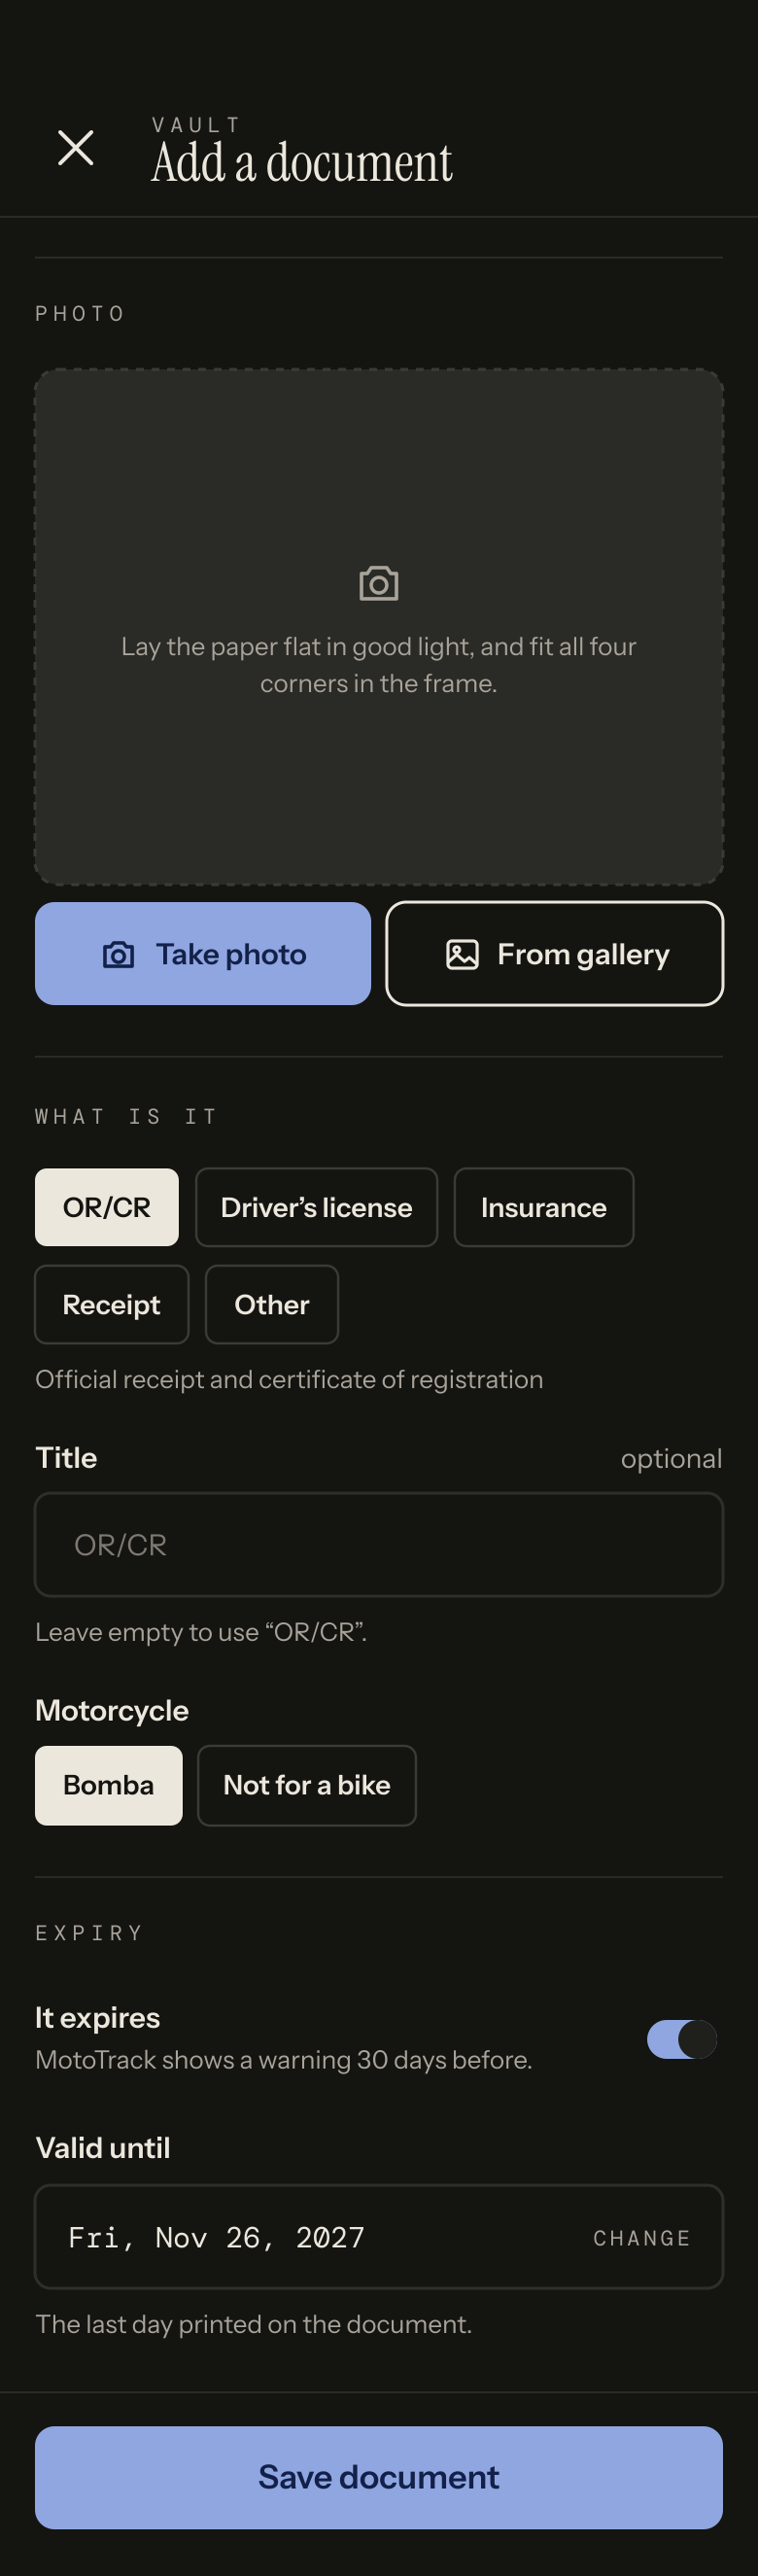 VAULT
Add a document
PHOTO
Lay the paper flat in good light, and fit all four
corners in the frame.
Take photo
From gallery
WHAT IS IT
OR/CR
Driver’s license
Insurance
Receipt
Other
Official receipt and certificate of registration
Title
optional
OR/CR
Leave empty to use “OR/CR”.
Motorcycle
Bomba
Not for a bike
EXPIRY
It expires
MotoTrack shows a warning 30 days before.
Valid until
Fri, Nov 26, 2027
CHANGE
The last day printed on the document.
Save document